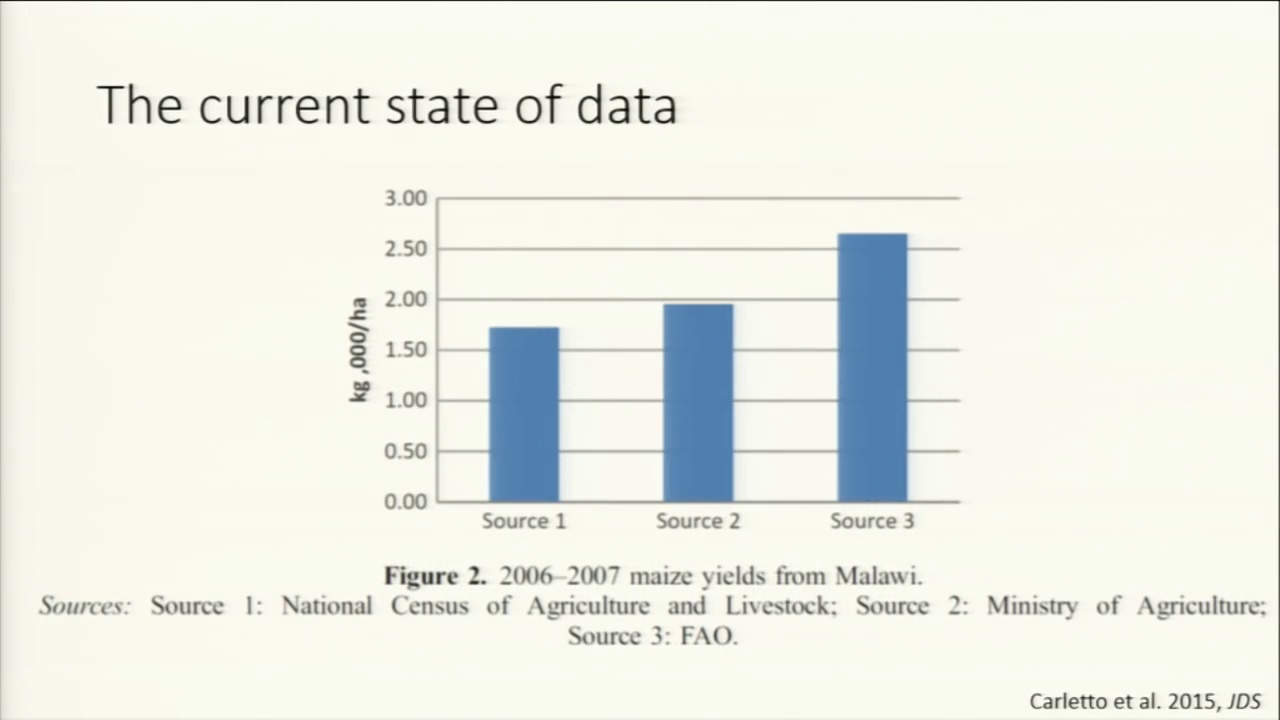 The current state of data
3.00
2.50
2.00
1.50
1.00
0.50
0.00
kg ,000/ha
Source 1 Source 2 Source 3
Figure 2. 2006–2007 maize yields from Malawi.
Sources: Source 1: National Census of Agriculture and Livestock; Source 2: Ministry of Agriculture;
Source 3: FAO.
Carletto et al. 2015, JDS